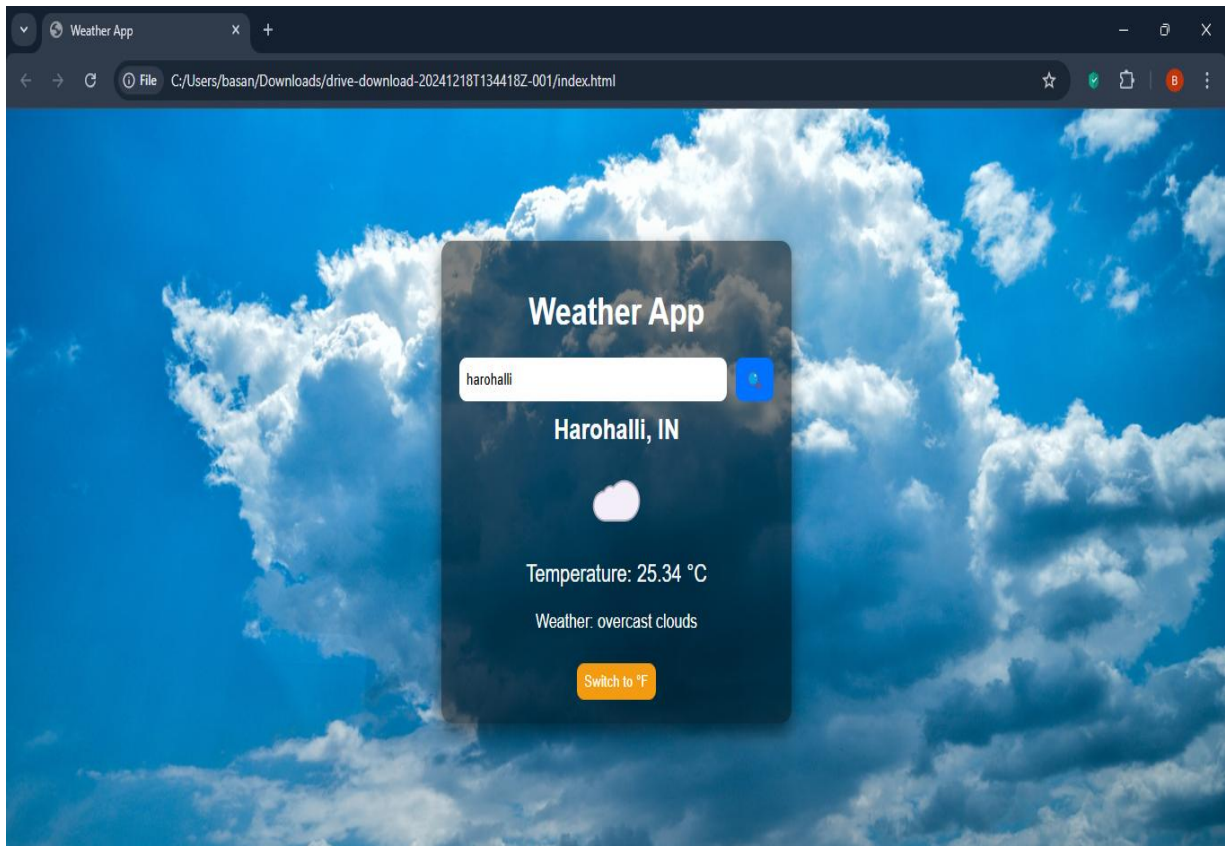 Weather App
File C:/Users/basan/Downloads/drive-download-20241218T134418Z-001/index.html
B
Weather App
harohalli
Harohalli, IN
Temperature: 25.34 °C
Weather: overcast clouds
Switch to °F